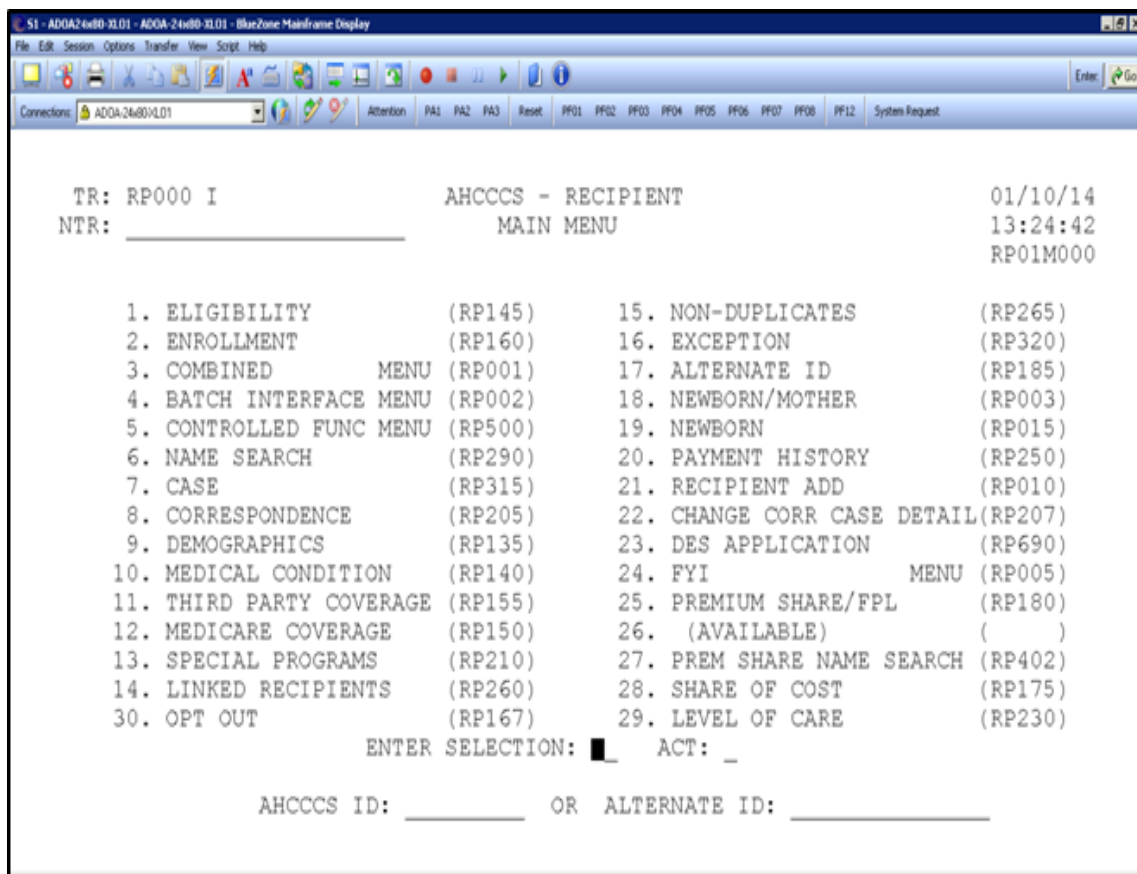 S1 - ADOA24x80-XL01 - ADOA-24x80-XL01 - BlueZone Mainframe Display
File Edit Session Options Transfer View Script Help
Enter: Go
Connections: ADOA-24x80-XL01 Attention PA1 PA2 PA3 Reset PF01 PF02 PF03 PF04 PF05 PF06 PF07 PF08 PF12 System Request
TR: RP000 I AHCCCS - RECIPIENT 01/10/14
NTR: MAIN MENU 13:24:42
RP01M000
1. ELIGIBILITY (RP145) 15. NON-DUPLICATES (RP265)
2. ENROLLMENT (RP160) 16. EXCEPTION (RP320)
3. COMBINED MENU (RP001) 17. ALTERNATE ID (RP185)
4. BATCH INTERFACE MENU (RP002) 18. NEWBORN/MOTHER (RP003)
5. CONTROLLED FUNC MENU (RP500) 19. NEWBORN (RP015)
6. NAME SEARCH (RP290) 20. PAYMENT HISTORY (RP250)
7. CASE (RP315) 21. RECIPIENT ADD (RP010)
8. CORRESPONDENCE (RP205) 22. CHANGE CORR CASE DETAIL(RP207)
9. DEMOGRAPHICS (RP135) 23. DES APPLICATION (RP690)
10. MEDICAL CONDITION (RP140) 24. FYI MENU (RP005)
11. THIRD PARTY COVERAGE (RP155) 25. PREMIUM SHARE/FPL (RP180)
12. MEDICARE COVERAGE (RP150) 26. (AVAILABLE) ( )
13. SPECIAL PROGRAMS (RP210) 27. PREM SHARE NAME SEARCH (RP402)
14. LINKED RECIPIENTS (RP260) 28. SHARE OF COST (RP175)
30. OPT OUT (RP167) 29. LEVEL OF CARE (RP230)
ENTER SELECTION: ACT: _
AHCCCS ID: OR ALTERNATE ID: